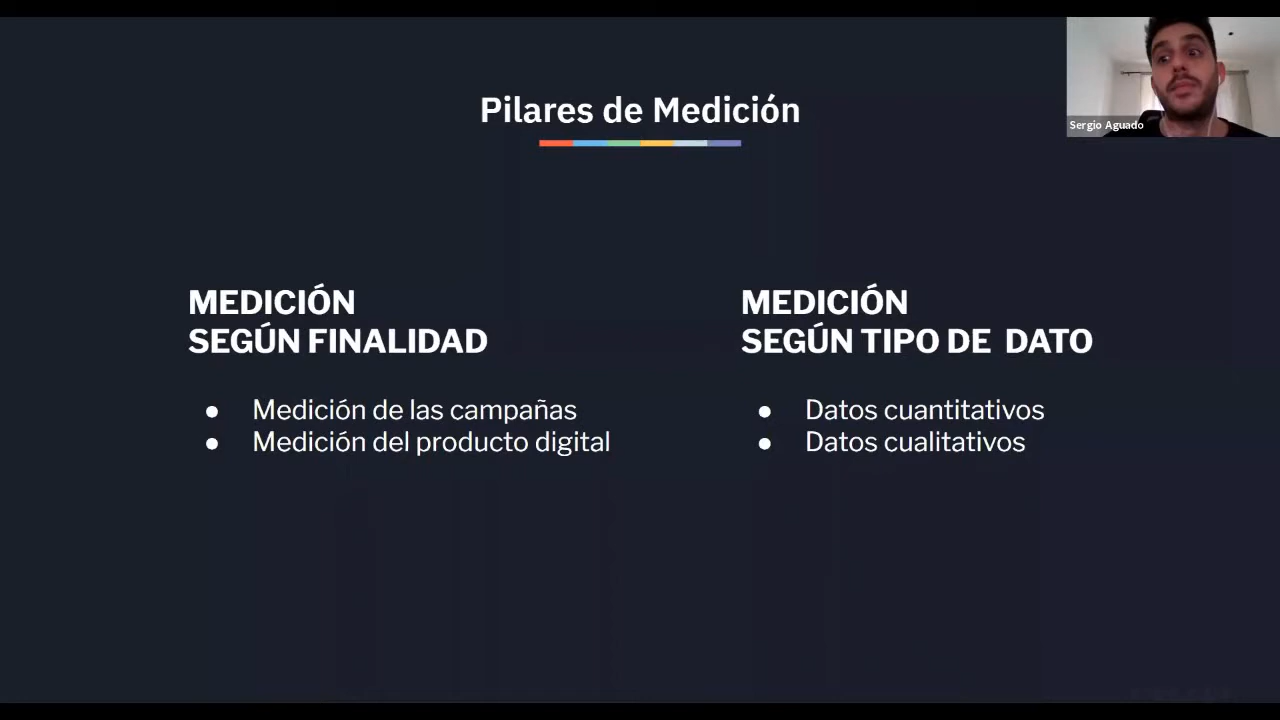 Pilares de Medición
Sergio Aguado
MEDICIÓN
SEGÚN FINALIDAD
● Medición de las campañas
● Medición del producto digital
MEDICIÓN
SEGÚN TIPO DE  DATO
● Datos cuantitativos
● Datos cualitativos